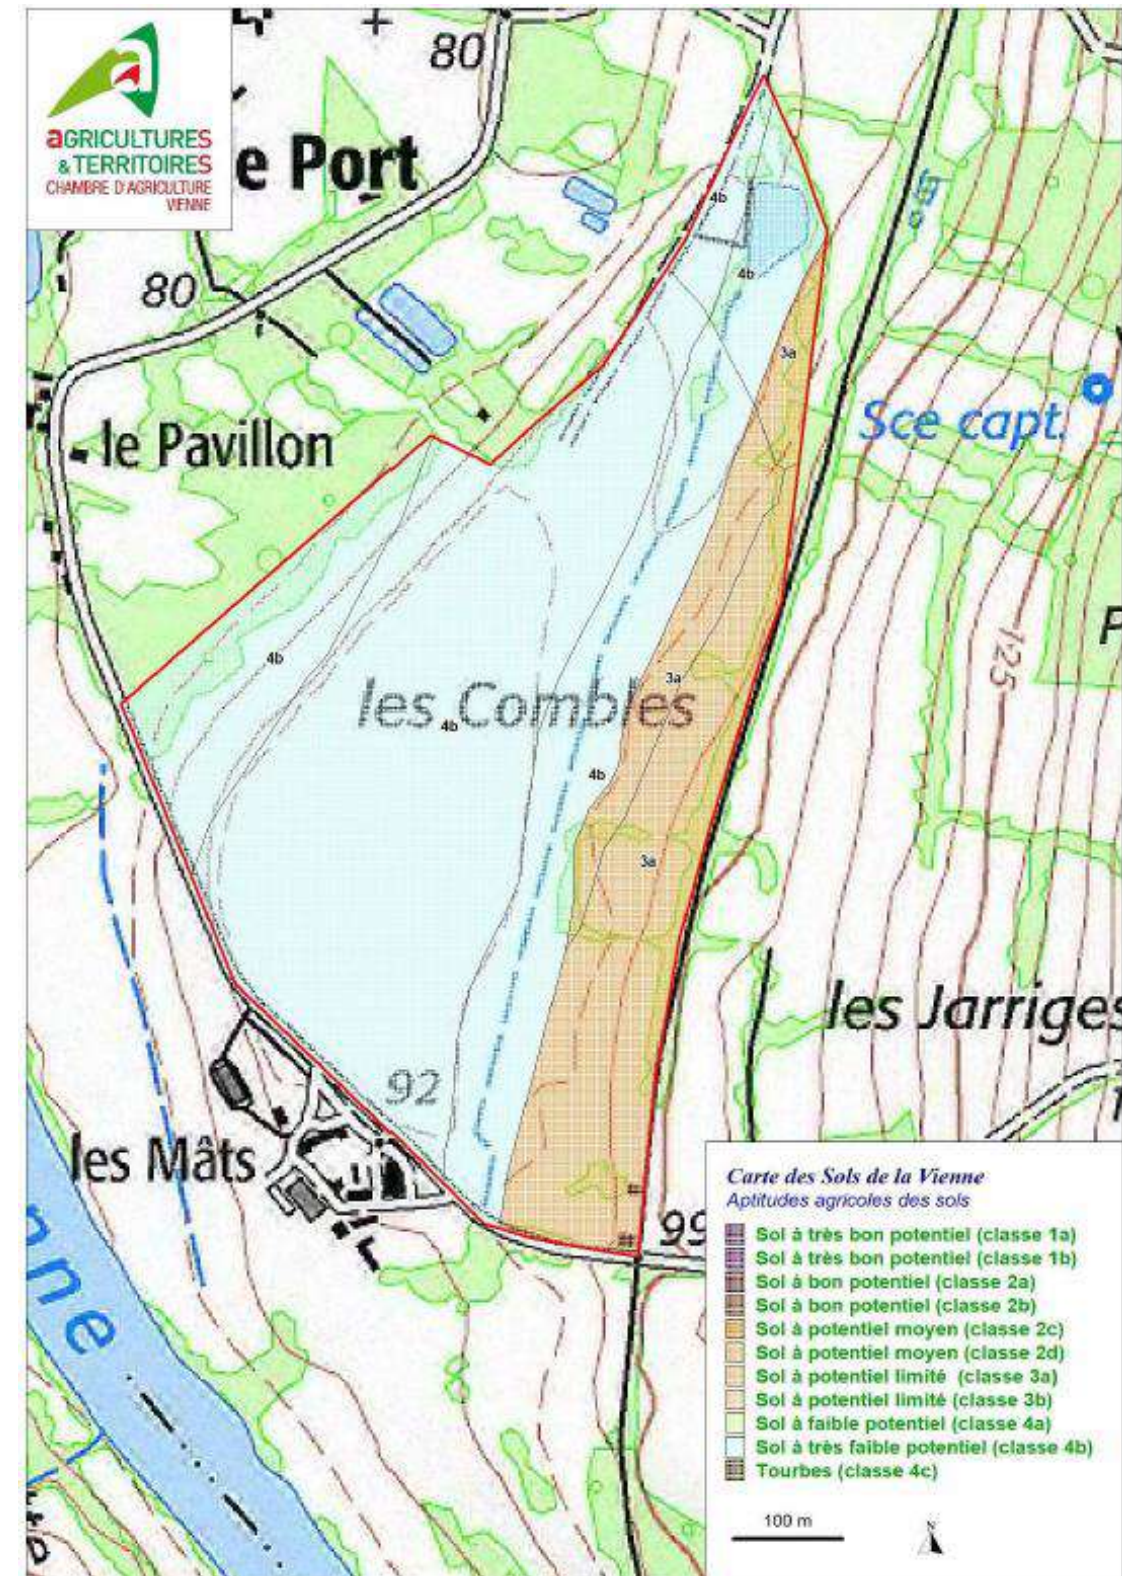 aGRICULTURES
& TERRITOIRES
CHAMBRE D'AGRICULTURE
VIENNE
80
e Port
80
le Pavillon
4b
4b
3a
Sce capt.
4b
3a
les Combles
4b
125
P
4b
3a
les Jarriges
92
les Mâts
99
nne
Carte des Sols de la Vienne
Aptitudes agricoles des sols
Sol à très bon potentiel (classe 1a)
Sol à très bon potentiel (classe 1b)
Sol à bon potentiel (classe 2a)
Sol à bon potentiel (classe 2b)
Sol à potentiel moyen (classe 2c)
Sol à potentiel moyen (classe 2d)
Sol à potentiel limité (classe 3a)
Sol à potentiel limité (classe 3b)
Sol à faible potentiel (classe 4a)
Sol à très faible potentiel (classe 4b)
Tourbes (classe 4c)
100 m
N